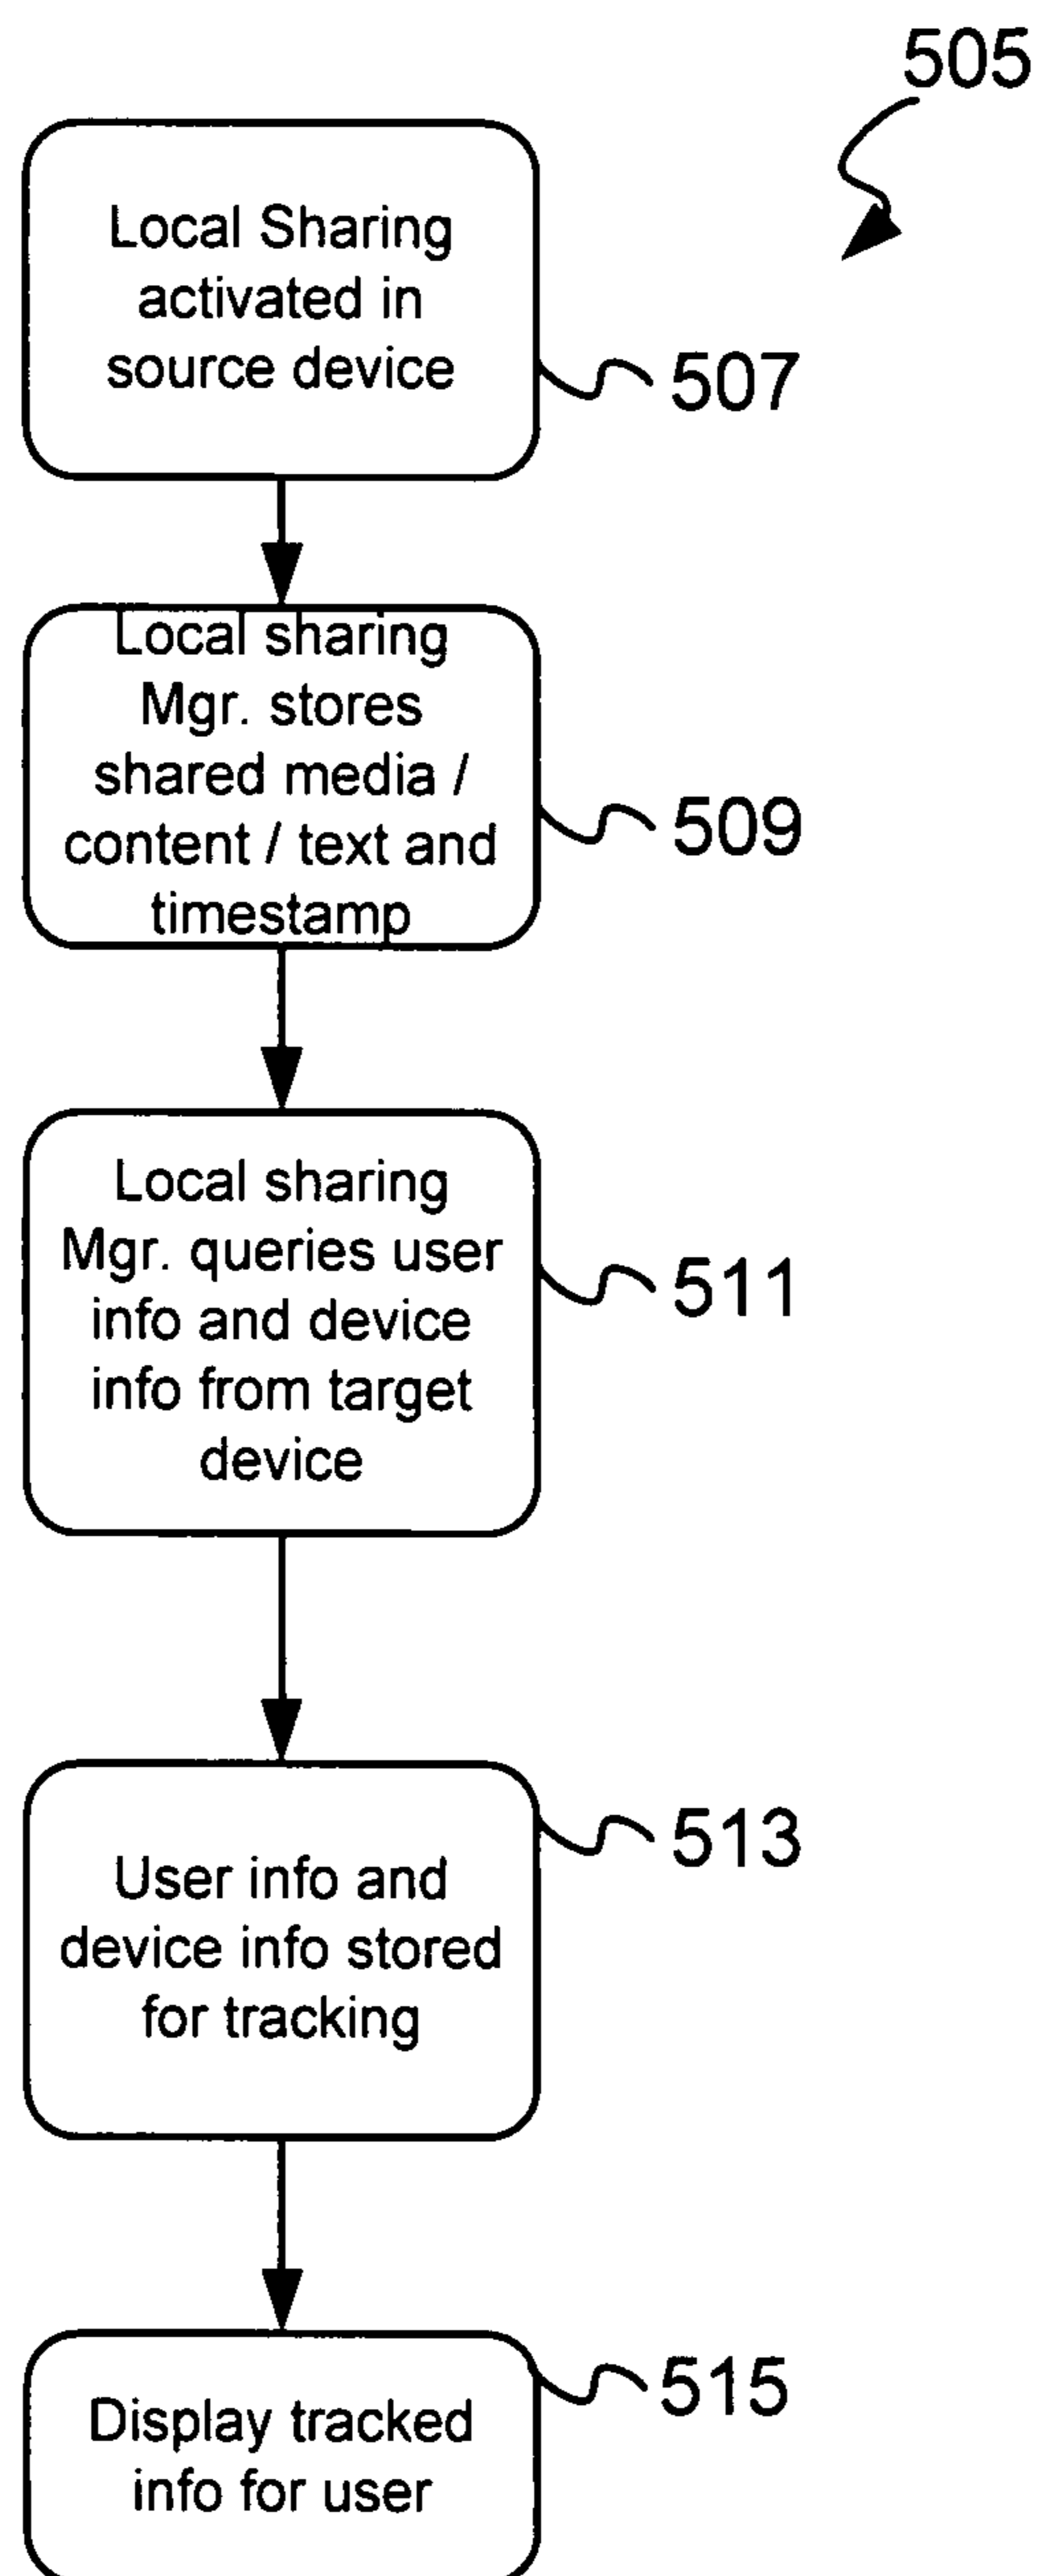 505
Local Sharing
activated in
source device
507
Local sharing
Mgr. stores
shared media /
content / text and
timestamp
509
Local sharing
Mgr. queries user
info and device
info from target
device
511
User info and
device info stored
for tracking
513
Display tracked
info for user
515